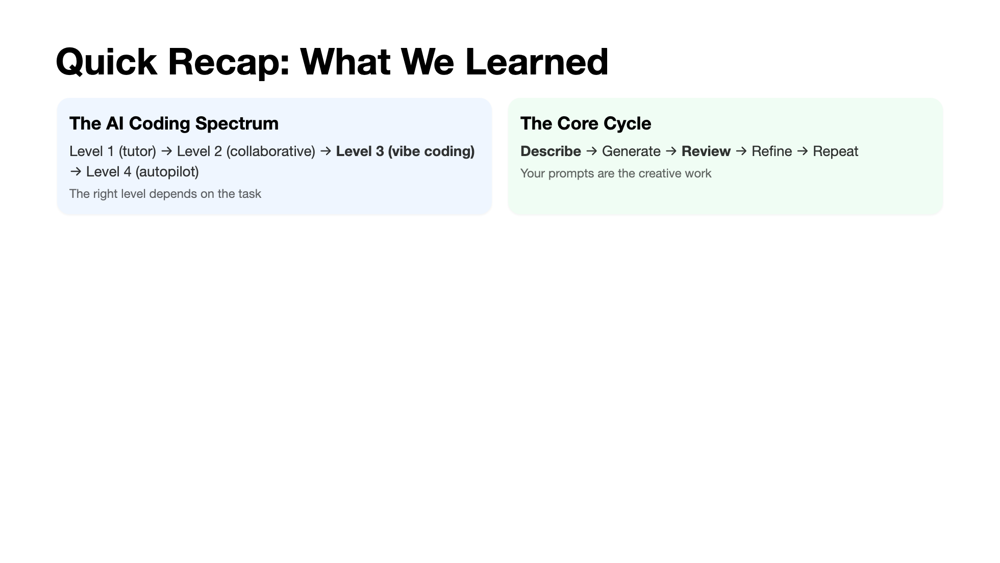 Quick Recap: What We Learned
The AI Coding Spectrum
Level 1 (tutor) → Level 2 (collaborative) → Level 3 (vibe coding)
→ Level 4 (autopilot)
The right level depends on the task
The Core Cycle
Describe → Generate → Review → Refine → Repeat
Your prompts are the creative work